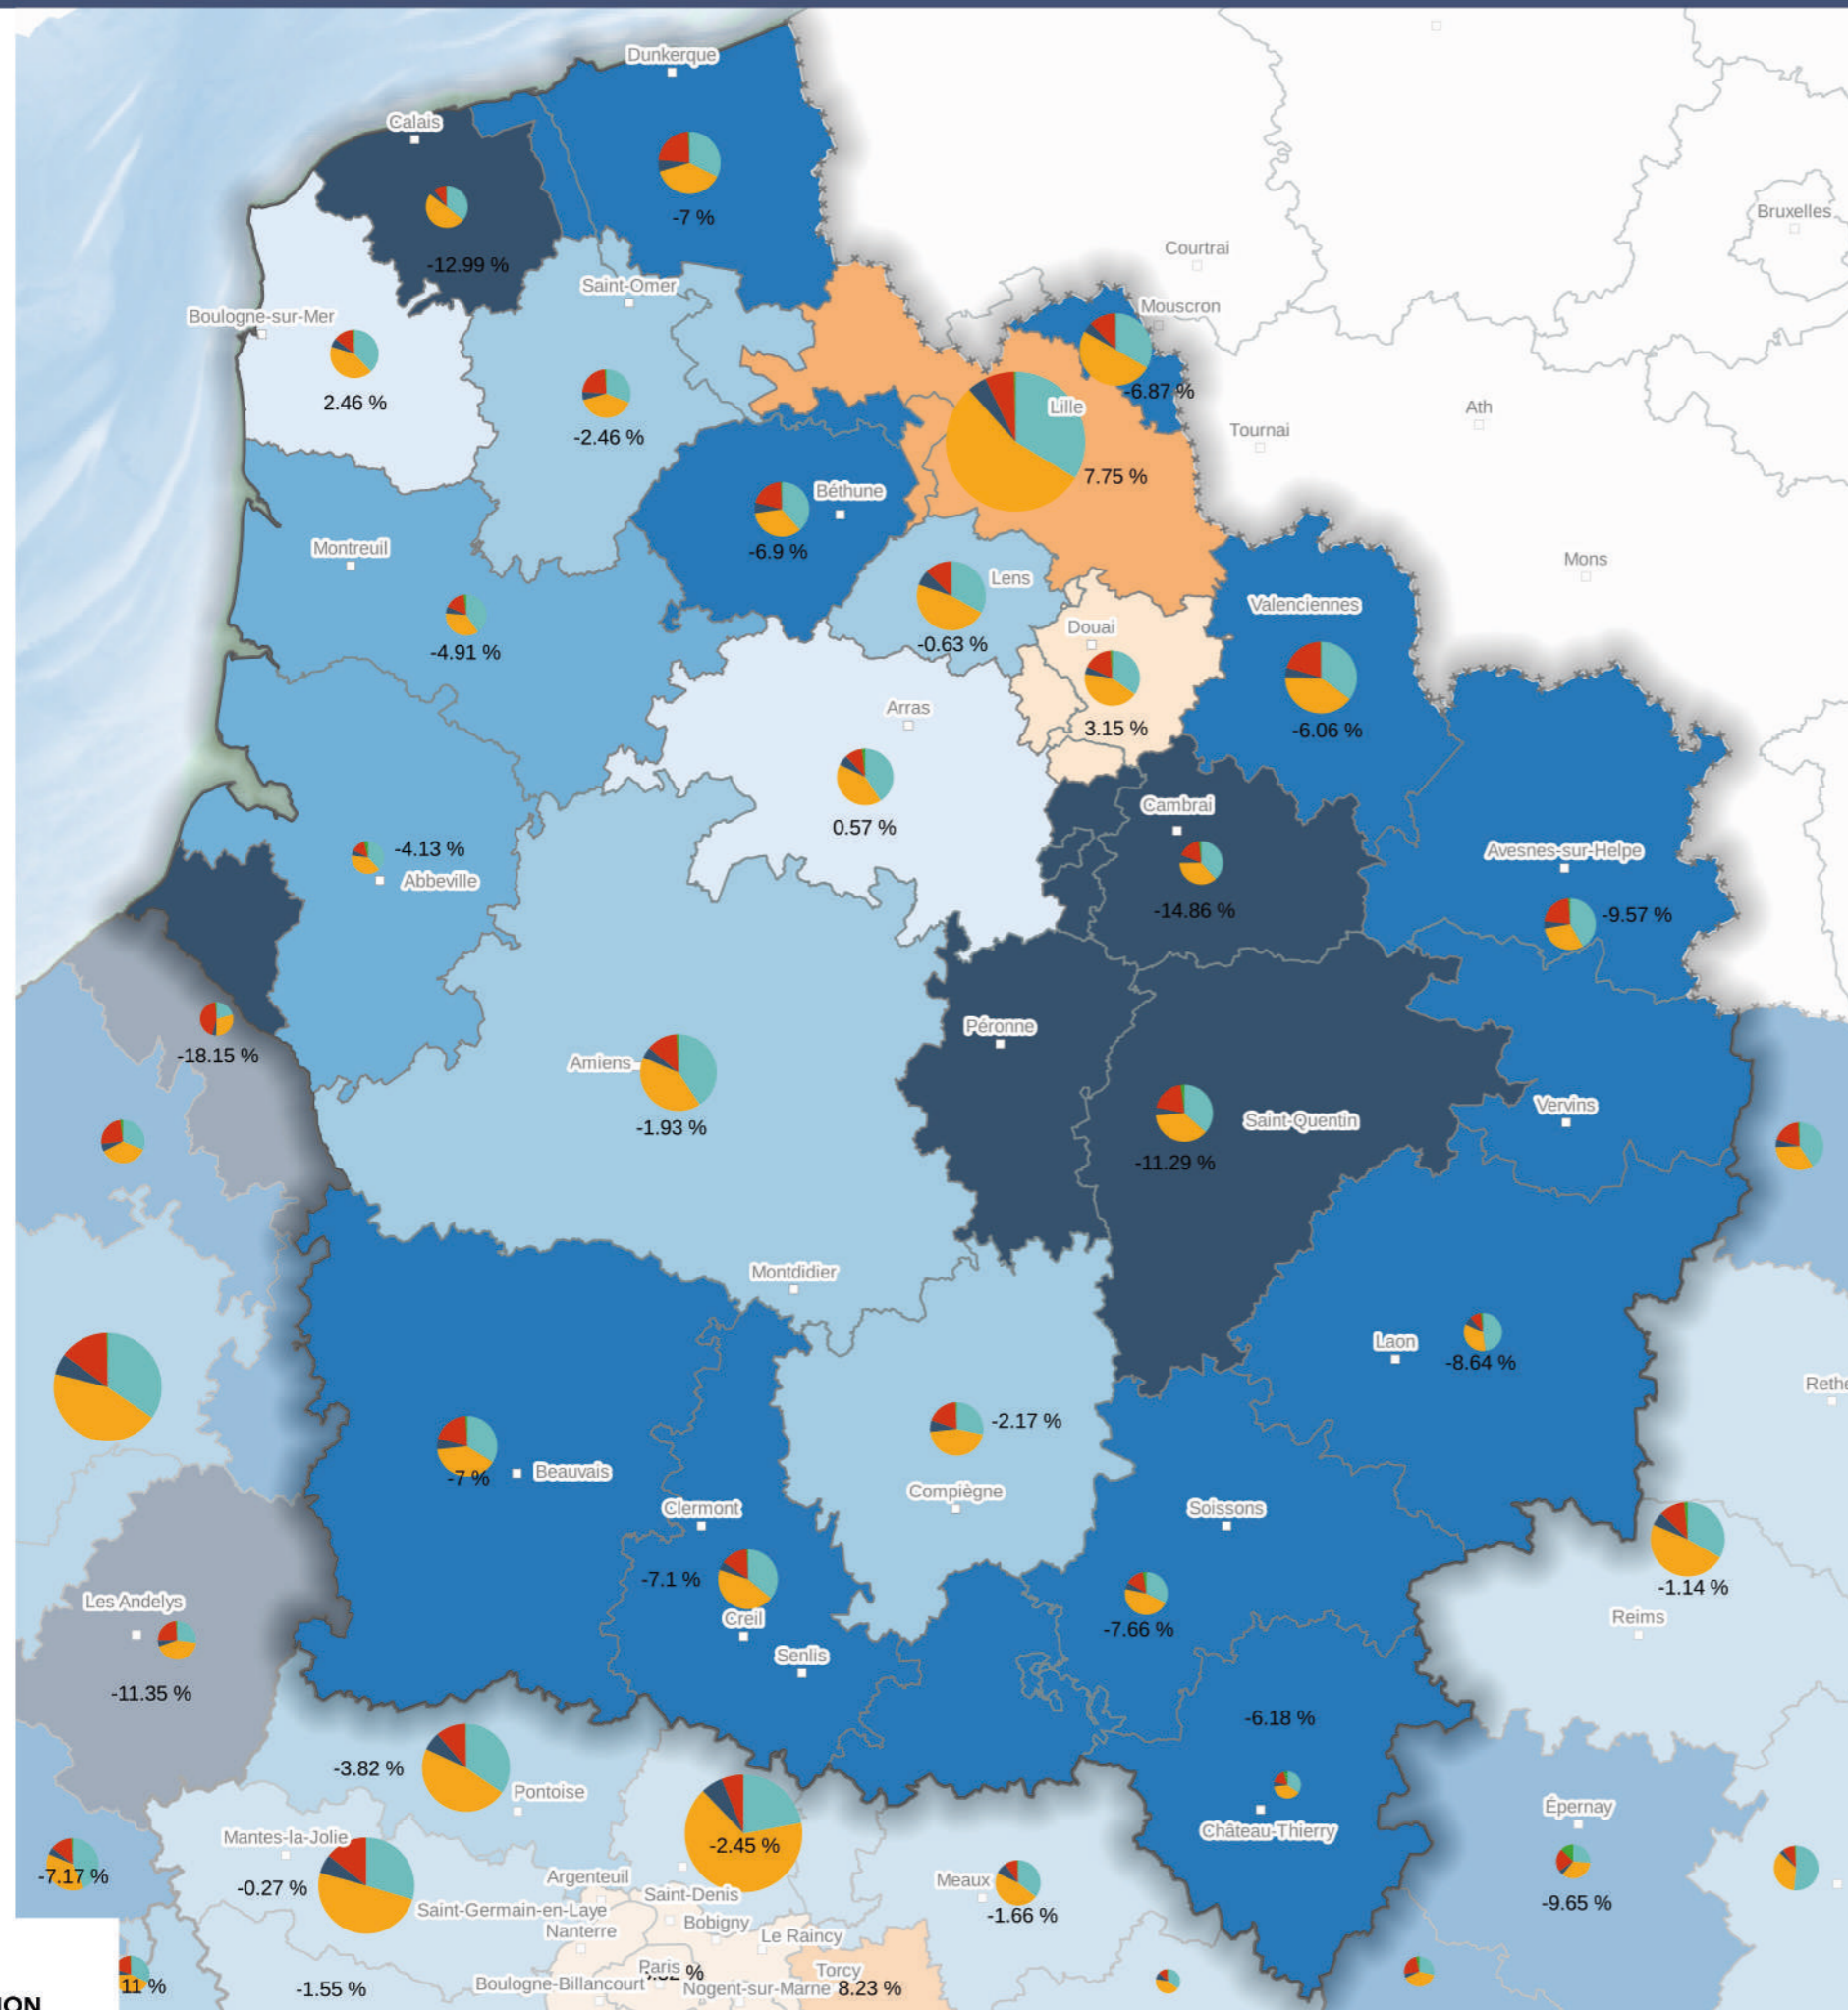 Dunkerque
Calais
-7 %
Bruxelles
-12.99 %
Courtrai
Saint-Omer
Mouscron
Boulogne-sur-Mer
-6.87 %
2.46 %
Lille
Ath
-2.46 %
Tournai
7.75 %
Béthune
Montreuil
-6.9 %
Mons
Lens
Valenciennes
Douai
-0.63 %
-4.91 %
Arras
3.15 %
-6.06 %
Cambrai
0.57 %
-4.13 %
Avesnes-sur-Helpe
Abbeville
-14.86 %
-9.57 %
Péronne
-18.15 %
Amiens
Vervins
Saint-Quentin
-1.93 %
-11.29 %
Montdidier
Laon
-8.64 %
Rethe
-2.17 %
-7 %
Beauvais
Compiègne
Clermont
Soissons
-7.1 %
-1.14 %
Les Andelys
Creil
Reims
-7.66 %
Senlis
-11.35 %
-6.18 %
-3.82 %
Pontoise
Épernay
Château-Thierry
Mantes-la-Jolie
-2.45 %
-7.17 %
Argenteuil
Meaux
-0.27 %
Saint-Denis
-9.65 %
Saint-Germain-en-Laye
-1.66 %
Nanterre
Bobigny
Le Raincy
Paris
%
Torcy
11 %
-1.55 %
Boulogne-Billancourt
Nogent-sur-Marne
8.23 %
ION